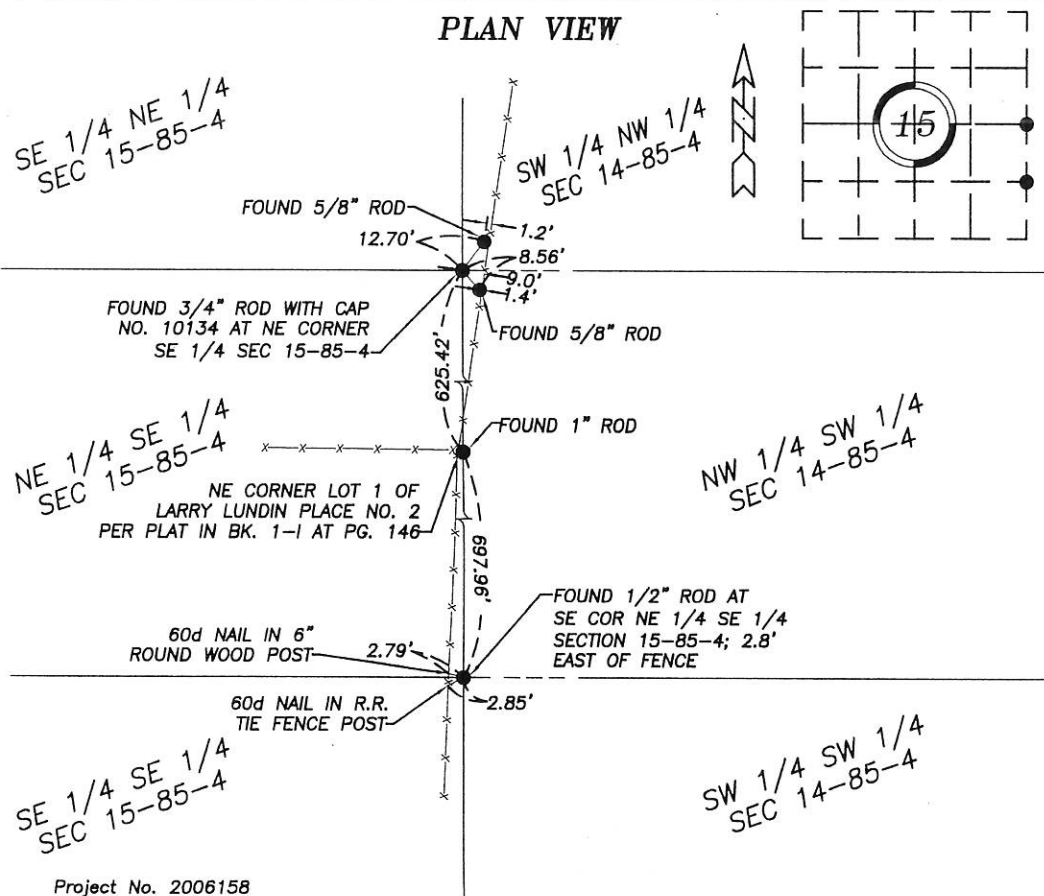 PLAN VIEW
SE 1/4 NE 1/4
SEC 15-85-4
SW 1/4 NW 1/4
SEC 14-85-4
15
FOUND 5/8" ROD
1.2'
12.70'
8.56'
9.0'
1.4'
FOUND 3/4" ROD WITH CAP
NO. 10134 AT NE CORNER
SE 1/4 SEC 15-85-4
FOUND 5/8" ROD
625.42'
NE 1/4 SE 1/4
SEC 15-85-4
FOUND 1" ROD
NW 1/4 SW 1/4
SEC 14-85-4
NE CORNER LOT 1 OF
LARRY LUNDIN PLACE NO. 2
PER PLAT IN BK. 1-I AT PG. 146
697.96'
FOUND 1/2" ROD AT
SE COR NE 1/4 SE 1/4
SECTION 15-85-4; 2.8'
EAST OF FENCE
60d NAIL IN 6"
ROUND WOOD POST
2.79'
60d NAIL IN R.R.
TIE FENCE POST
2.85'
SE 1/4 SE 1/4
SEC 15-85-4
SW 1/4 SW 1/4
SEC 14-85-4
Project No. 2006158